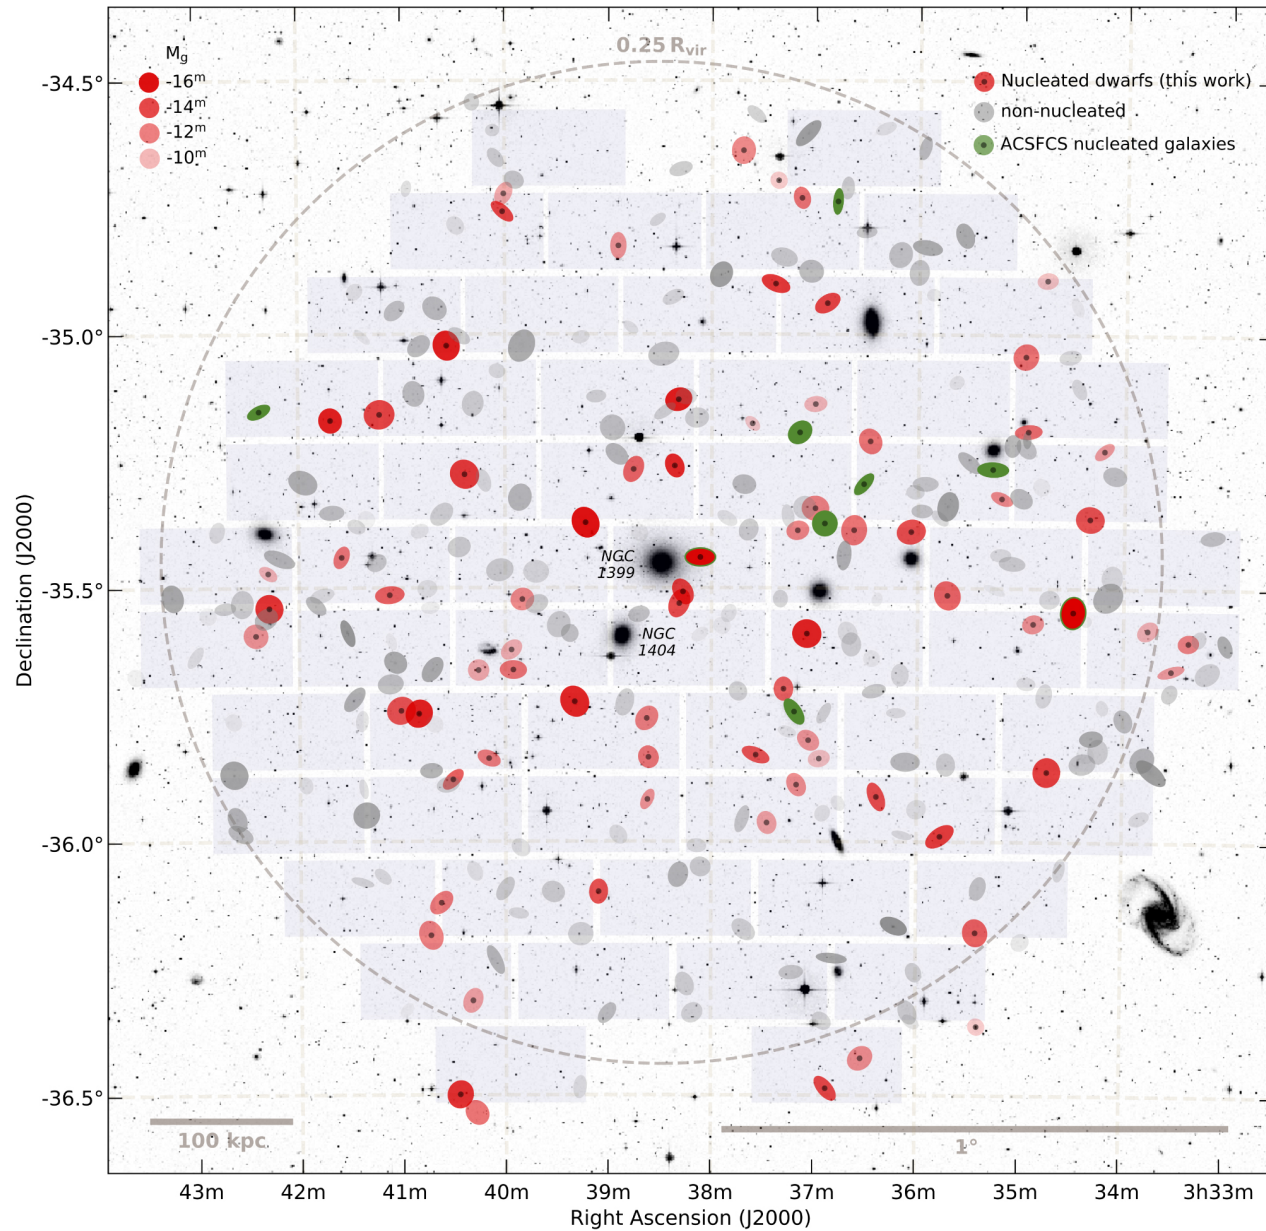 0.25 R_vir
M_g
-16^m
-14^m
-12^m
-10^m
Nucleated dwarfs (this work)
non-nucleated
ACSFCS nucleated galaxies
-34.5°
-35.0°
-35.5°
-36.0°
-36.5°
Declination (J2000)
NGC
1399
NGC
1404
100 kpc
1°
43m 42m 41m 40m 39m 38m 37m 36m 35m 34m 3h33m
Right Ascension (J2000)